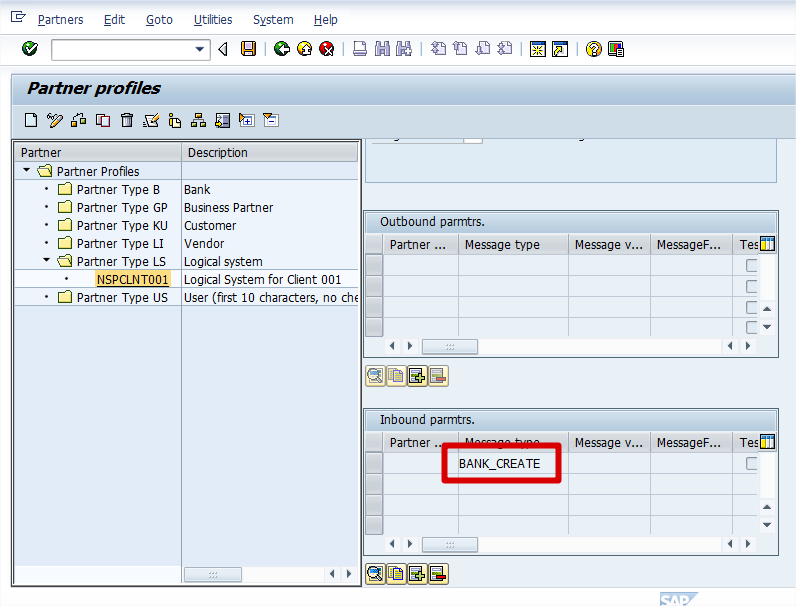 Partners Edit Goto Utilities System Help
Partner profiles
Partner Description
Partner Profiles
Partner Type B Bank
Partner Type GP Business Partner
Partner Type KU Customer
Partner Type LI Vendor
Partner Type LS Logical system
NSPCLNT001 Logical System for Client 001
Partner Type US User (first 10 characters, no che
Outbound parmtrs.
Partner ... Message type Message v... MessageF... Tes
Inbound parmtrs.
Partner ... Message type Message v... MessageF... Tes
BANK_CREATE
SAP